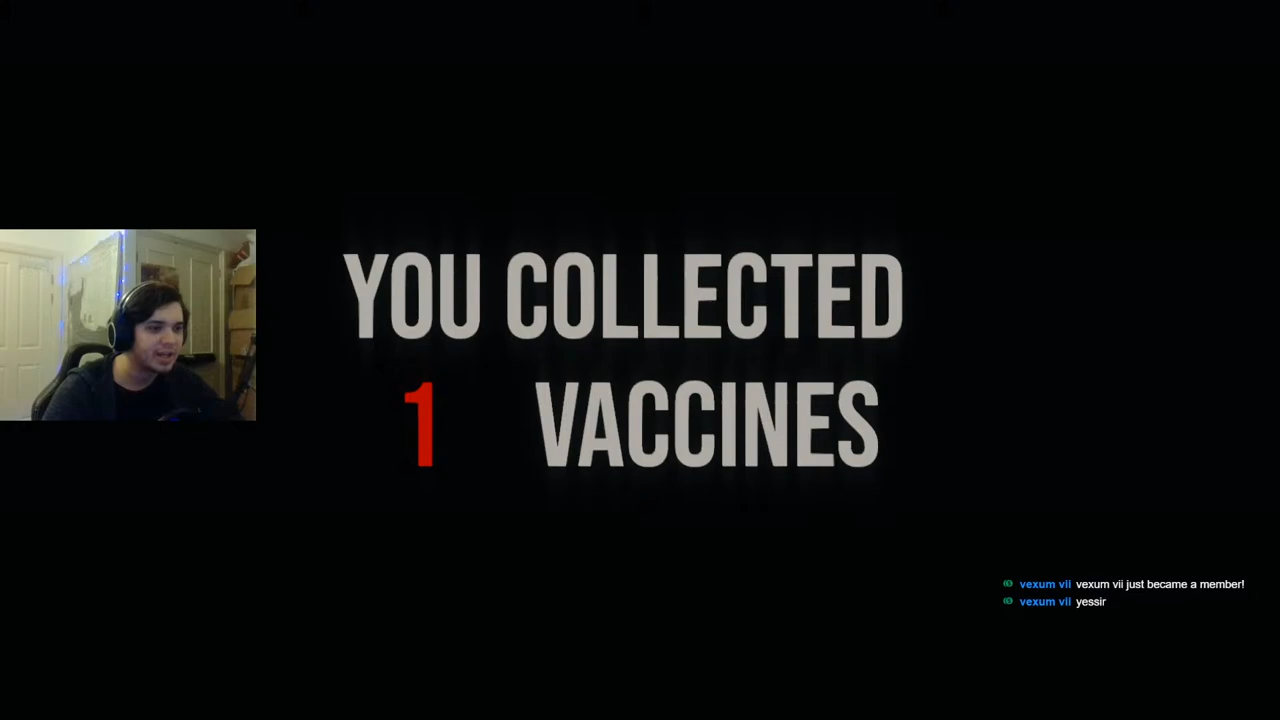 YOU COLLECTED
1 VACCINES
vexum vii vexum vii just became a member!
vexum vii yessir